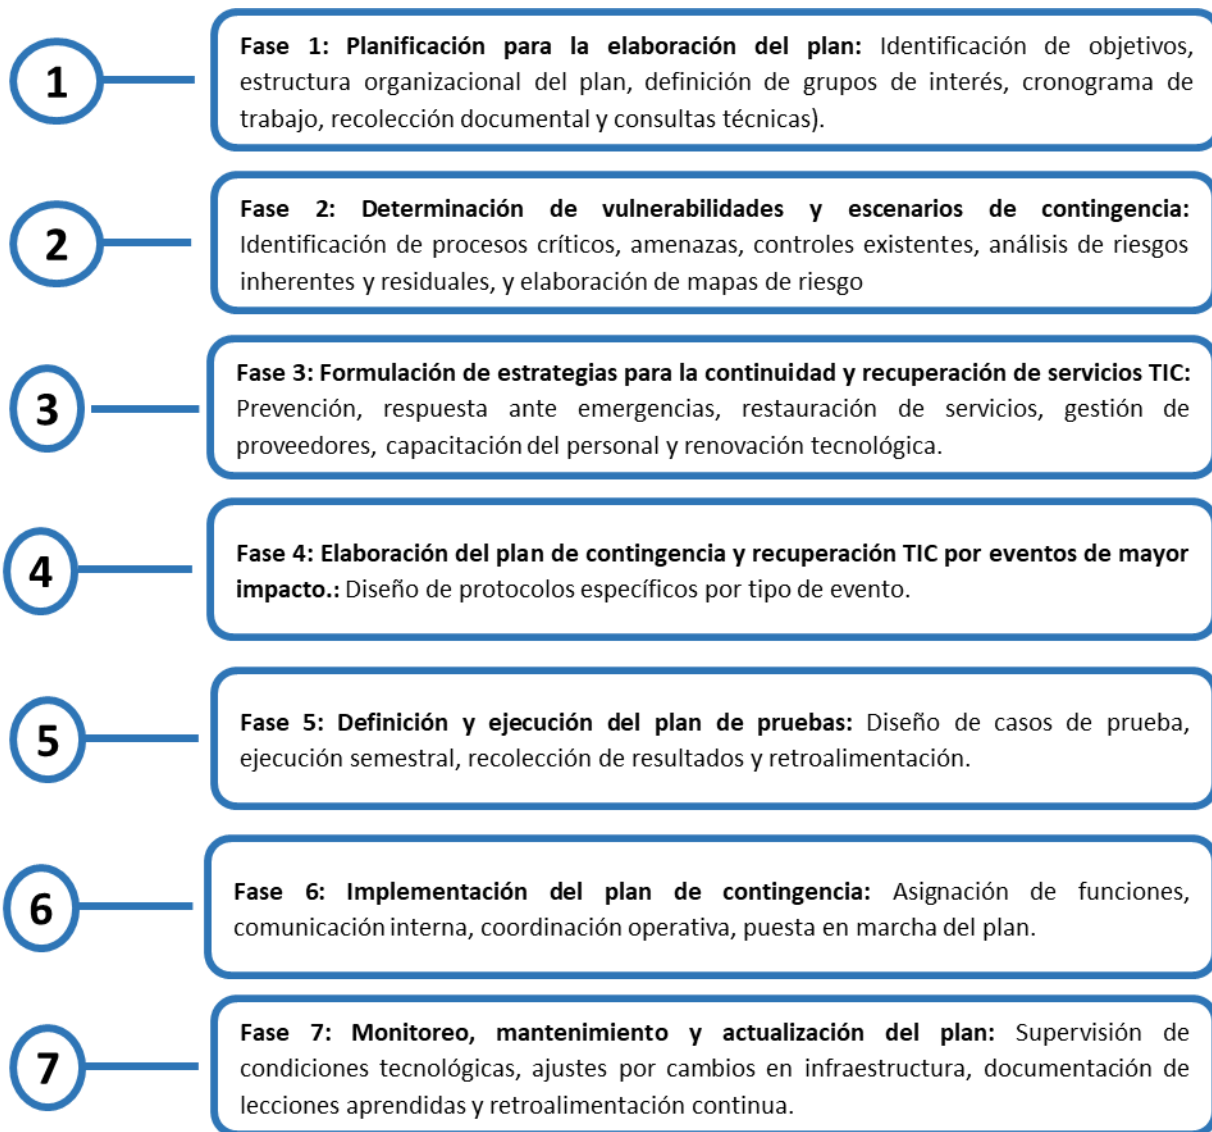 1
Fase 1: Planificación para la elaboración del plan: Identificación de objetivos,
estructura organizacional del plan, definición de grupos de interés, cronograma de
trabajo, recolección documental y consultas técnicas).
2
Fase 2: Determinación de vulnerabilidades y escenarios de contingencia:
Identificación de procesos críticos, amenazas, controles existentes, análisis de riesgos
inherentes y residuales, y elaboración de mapas de riesgo
3
Fase 3: Formulación de estrategias para la continuidad y recuperación de servicios TIC:
Prevención, respuesta ante emergencias, restauración de servicios, gestión de
proveedores, capacitación del personal y renovación tecnológica.
4
Fase 4: Elaboración del plan de contingencia y recuperación TIC por eventos de mayor
impacto.: Diseño de protocolos específicos por tipo de evento.
5
Fase 5: Definición y ejecución del plan de pruebas: Diseño de casos de prueba,
ejecución semestral, recolección de resultados y retroalimentación.
6
Fase 6: Implementación del plan de contingencia: Asignación de funciones,
comunicación interna, coordinación operativa, puesta en marcha del plan.
7
Fase 7: Monitoreo, mantenimiento y actualización del plan: Supervisión de
condiciones tecnológicas, ajustes por cambios en infraestructura, documentación de
lecciones aprendidas y retroalimentación continua.